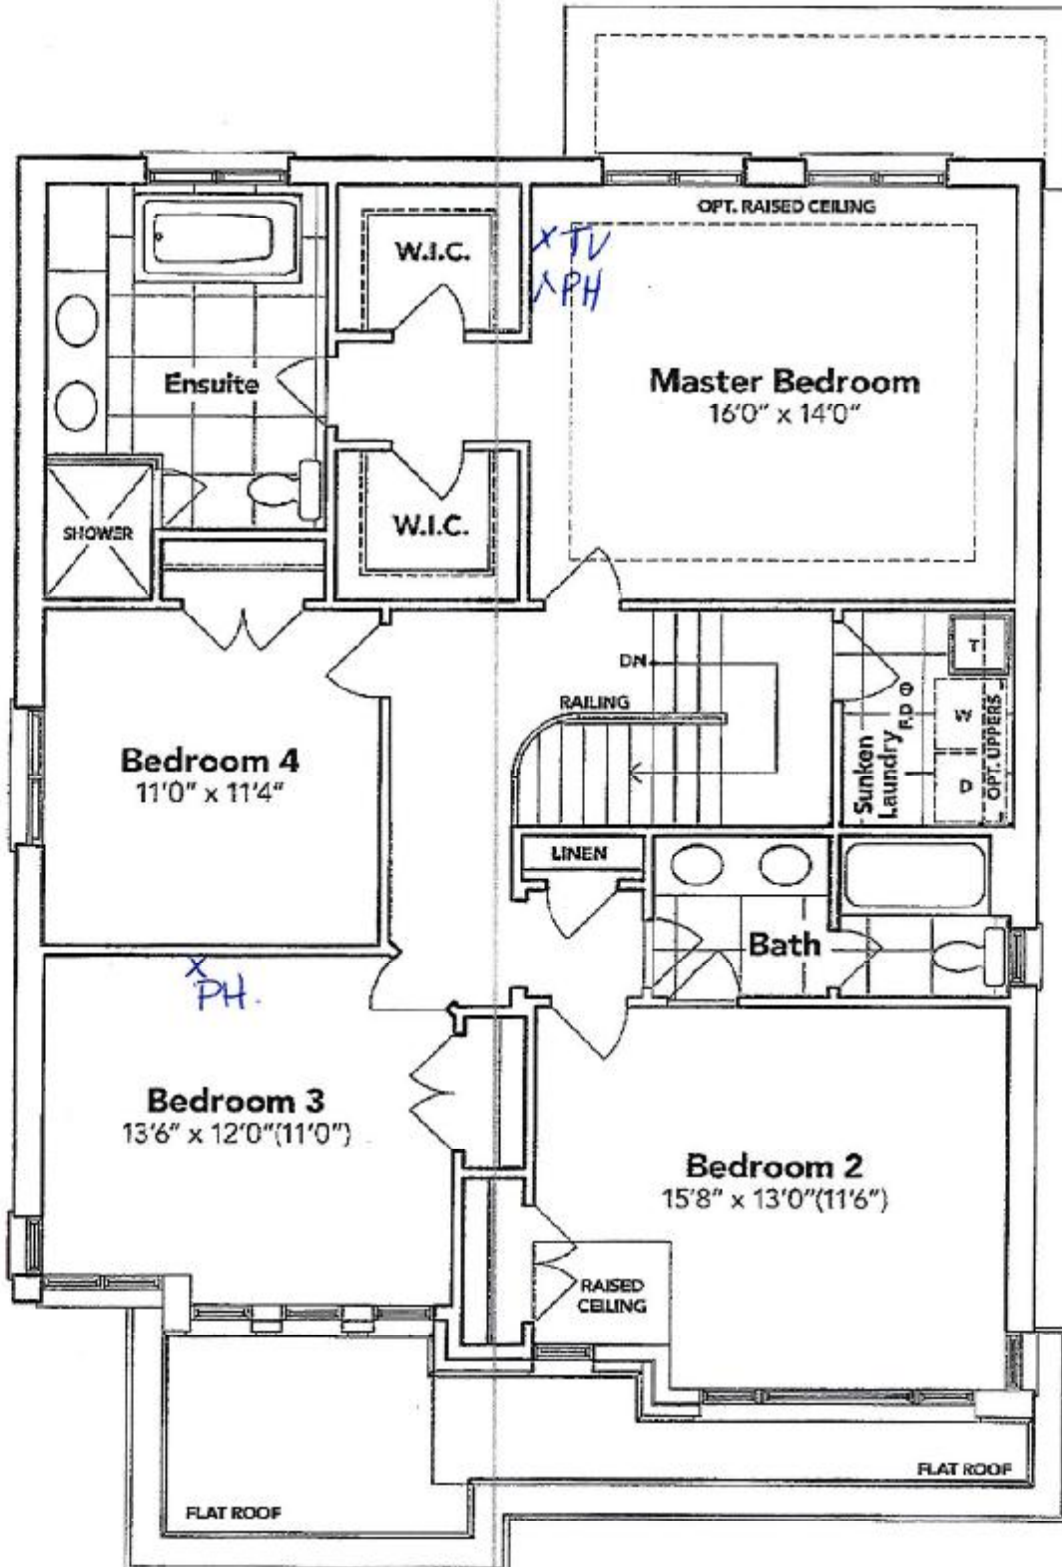 OPT. RAISED CEILING
W.I.C.
x TV
x PH
Ensuite
Master Bedroom
16'0" x 14'0"
W.I.C.
SHOWER
DN
RAILING
T
W
D
F.D
OPT. UPPERS
Sunken
Laundry
Bedroom 4
11'0" x 11'4"
LINEN
Bath
x
PH.
Bedroom 3
13'6" x 12'0"(11'0")
Bedroom 2
15'8" x 13'0"(11'6")
RAISED
CEILING
FLAT ROOF
FLAT ROOF